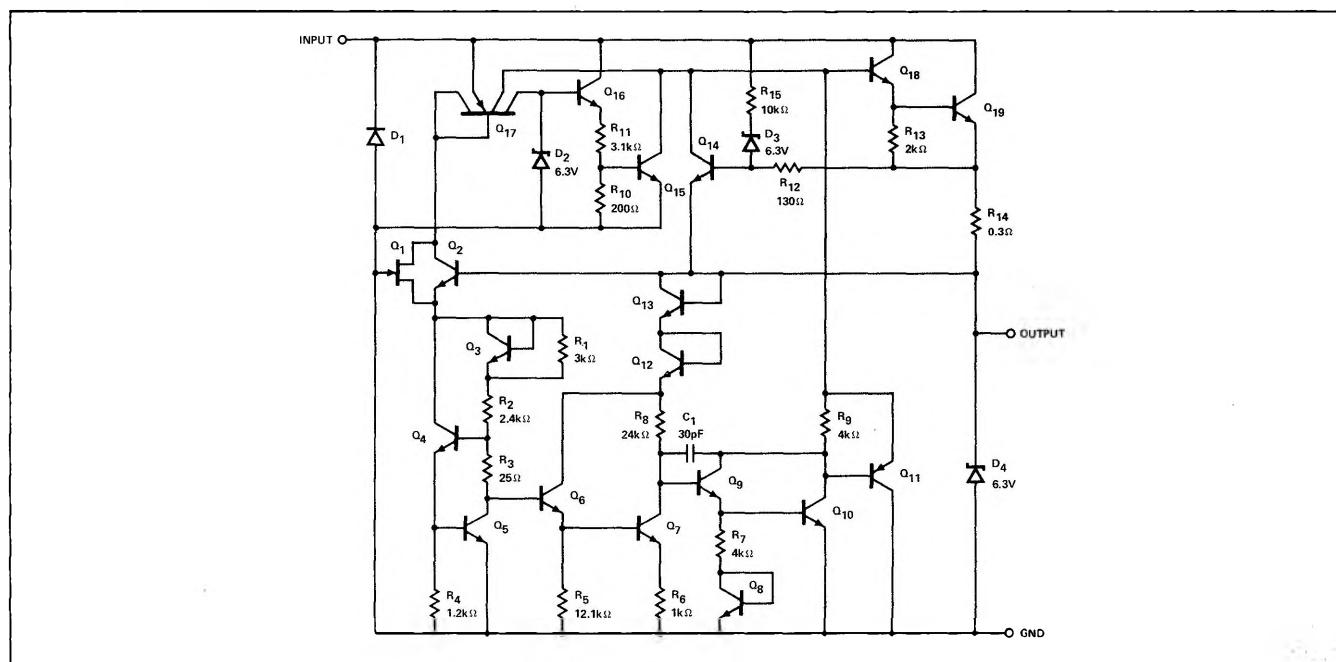 INPUT
D1
Q17
Q16
R11
3.1kΩ
D2
6.3V
R10
200Ω
Q15
Q14
R15
10kΩ
D3
6.3V
R12
130Ω
Q18
R13
2kΩ
Q19
R14
0.3Ω
Q1
Q2
Q13
Q12
OUTPUT
Q3
R1
3kΩ
R2
2.4kΩ
Q4
R3
25Ω
R8
24kΩ
C1
30pF
R9
4kΩ
Q11
D4
6.3V
Q5
Q6
Q7
Q9
Q10
R7
4kΩ
Q8
R4
1.2kΩ
R5
12.1kΩ
R6
1kΩ
GND